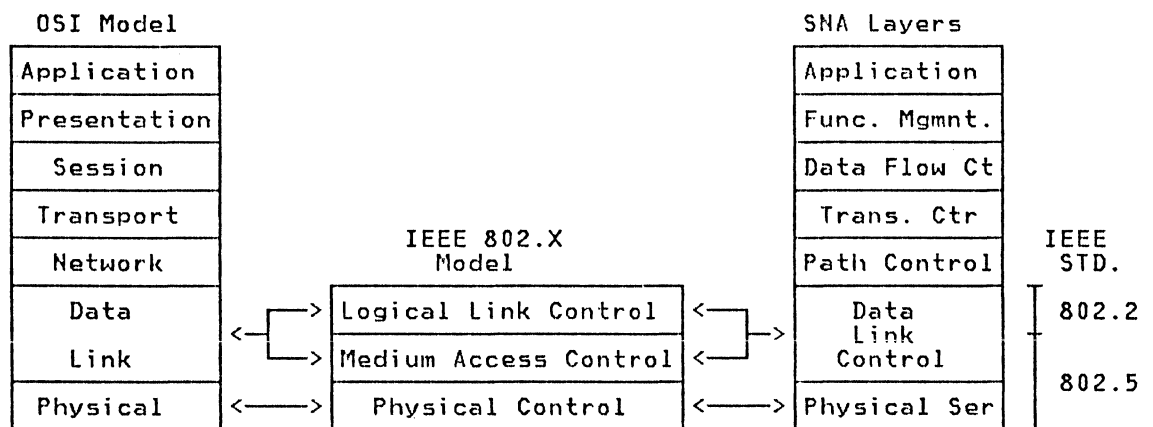 OSI Model
Application
Presentation
Session
Transport
Network
Data
Link
Physical
IEEE 802.X
Model
Logical Link Control
Medium Access Control
Physical Control
SNA Layers
Application
Func. Mgmnt.
Data Flow Ct
Trans. Ctr
Path Control
Data
Link
Control
Physical Ser
IEEE
STD.
802.2
802.5